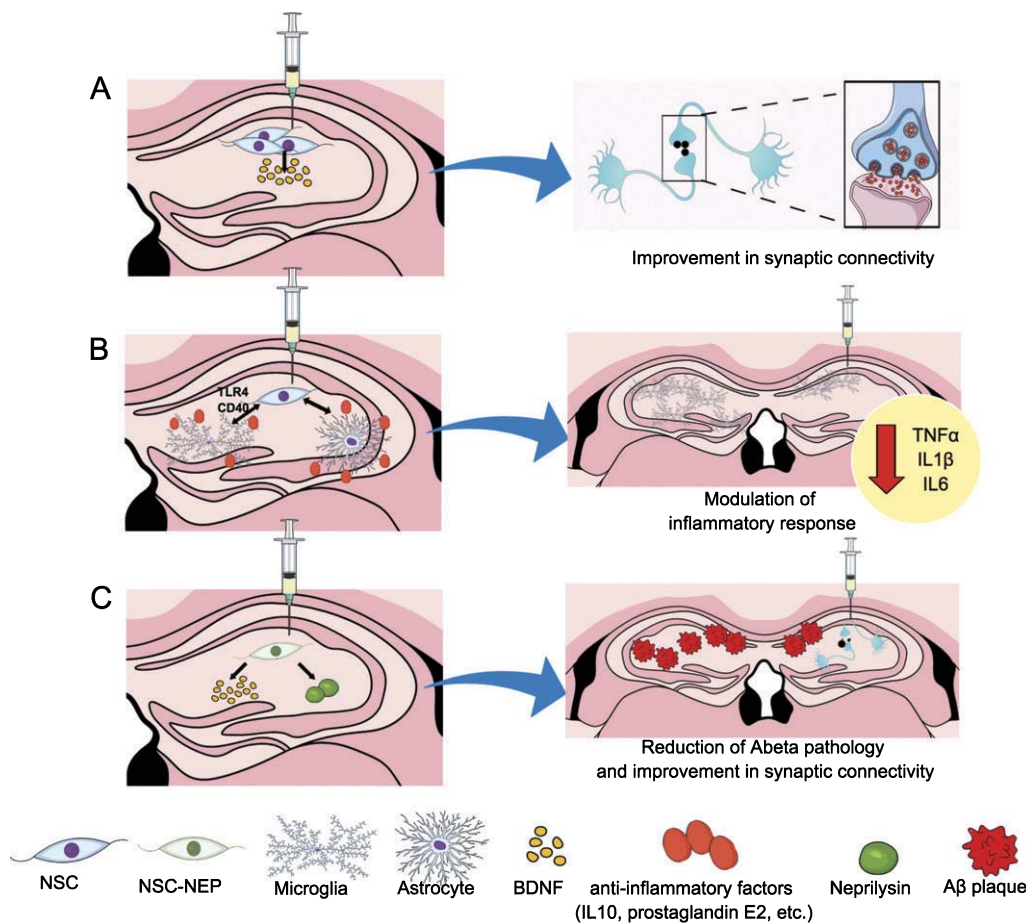 A
Improvement in synaptic connectivity
B
TLR4
CD40
TNFα
IL1β
IL6
Modulation of
inflammatory response
C
Reduction of Abeta pathology
and improvement in synaptic connectivity
NSC
NSC-NEP
Microglia
Astrocyte
BDNF
anti-inflammatory factors
(IL10, prostaglandin E2, etc.)
Neprilysin
Aβ plaque